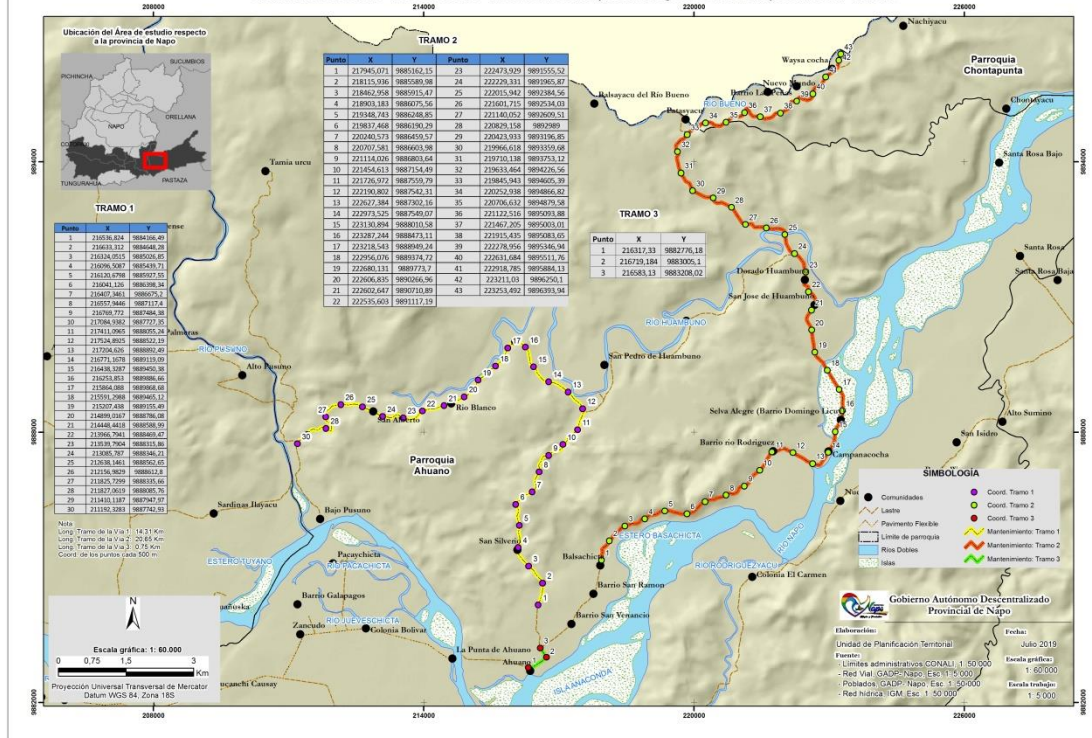 208000 214000 220000 226000
Ubicación del Área de estudio respecto
a la provincia de Napo
SUCUMBIOS
PICHINCHA
NAPO
ORELLANA
COTOPAXI
TUNGURAHUA
PASTAZA
TRAMO 1
Punto X Y
1 216536,824 9884166,49
2 216633,312 9884648,28
3 216324,0515 9885026,85
4 216096,5087 9885439,71
5 216120,6798 9885927,55
6 216041,126 9886398,34
7 216407,3461 9886675,2
8 216557,9446 9887117,4
9 216769,772 9887484,38
10 217084,9382 9887727,35
11 217411,0965 9888055,24
12 217524,8925 9888522,19
13 217204,626 9888892,49
14 216771,1678 9889119,09
15 216438,3287 9889450,38
16 216253,853 9889886,66
17 215864,088 9889868,68
18 215591,2988 9889465,12
19 215207,438 9889155,49
20 214899,0167 9888786,08
21 214448,4418 9888588,99
22 213966,7941 9888469,47
23 213539,7904 9888315,86
24 213085,787 9888346,21
25 212638,1461 9888562,65
26 212156,9829 9888612,8
27 211825,7299 9888335,66
28 211827,0619 9888085,76
29 211410,1187 9887947,97
30 211192,3283 9887742,93
Nota
Long. Tramo de la Via 1 : 14.31 Km
Long. Tramo de la Via 2 : 20.65 Km
Long. Tramo de la Via 3 : 0.75 Km
Coord. de los puntos cada 500 m
TRAMO 2
Punto X Y
1 217945,071 9885162,15
2 218115,936 9885589,98
3 218462,958 9885915,47
4 218903,183 9886075,56
5 219348,743 9886248,85
6 219837,468 9886190,29
7 220240,573 9886459,57
8 220707,581 9886603,98
9 221114,026 9886803,64
10 221454,613 9887154,49
11 221726,972 9887559,79
12 222190,802 9887542,31
13 222627,384 9887302,16
14 222973,525 9887549,07
15 223130,894 9888010,58
16 223287,244 9888473,11
17 223218,543 9888949,24
18 222956,076 9889374,72
19 222680,131 9889773,7
20 222606,835 9890266,96
21 222602,647 9890710,89
22 222535,603 9891117,19
Punto X Y
23 222473,929 9891555,52
24 222229,331 9891965,87
25 222015,942 9892384,56
26 221601,715 9892534,03
27 221140,052 9892609,51
28 220829,158 9892989
29 220423,933 9893196,85
30 219966,618 9893359,68
31 219710,138 9893753,12
32 219633,464 9894226,56
33 219845,943 9894605,39
34 220252,938 9894866,82
35 220706,632 9894879,58
36 221122,516 9895093,88
37 221467,205 9895003,01
38 221915,435 9895083,65
39 222278,956 9895346,94
40 222631,684 9895511,76
41 222918,785 9895884,13
42 223211,03 9896250,1
43 223253,492 9896393,94
TRAMO 3
Punto X Y
1 216317,33 9882776,18
2 216719,184 9883005,1
3 216583,13 9883208,02
Nachiyacu
Waysa cocha
Parroquia
Chontapunta
Nuevo Mundo
Balsayacu del Rio Bueno
RIO BUENO
Chontayacu
Tamia urcu
Santa Rosa Bajo
Santa Rosa
Santa Rosa Baja
Dorado Huambuno
San Jose de Huambuno
RIO HUAMBUNO
RIO PUSUNO
Alto Pusuno
San Pedro de Huambuno
Rio Blanco
San Alberto
Selva Alegre (Barrio Domingo Licuy)
Alto Sumino
San Isidro
Barrio rio Rodriguez
Campanacocha
Parroquia
Ahuano
Sardinas Ilayacu
Bajo Pusuno
San Silverio
ESTERO BASACHICTA
RIO NAPO
ESTERO TUYANO
Pacaychicta
RIO PACACHICTA
Balsachicta
RIO RODRIGUEZYACU
Colonia El Carmen
Barrio San Ramon
Barrio Galapagos
RIO JUEVESCHICTA
Barrio San Venancio
Zancudo
Colonia Bolivar
La Punta de Ahuano
Ahuano
ISLA ANACONDA
SIMBOLOGÍA
Comunidades
Lastre
Pavimento Flexible
Límite de parroquia
Ríos Dobles
Islas
Coord. Tramo 1
Coord. Tramo 2
Coord. Tramo 3
Mantenimiento: Tramo 1
Mantenimiento: Tramo 2
Mantenimiento: Tramo 3
N
Escala gráfica: 1: 60.000
0 0,75 1,5 3
Km
Proyección Universal Transversal de Mercator
Datum WGS 84, Zona 18S
Gobierno Autónomo Descentralizado
Provincial de Napo
Elaboración:
Unidad de Planificación Territorial
Fuente:
- Límites administrativos CONALI, 1: 50 000
- Red Vial. GADP- Napo, Esc: 1: 5 000
- Poblados, GADP- Napo, Esc: 1: 50 000
- Red hídrica, IGM, Esc: 1: 50 000
Fecha:
Julio 2019
Escala gráfica:
1: 60 000
Escala trabajo:
1: 5 000
208000 214000 220000 226000
9894000
9888000
9882000